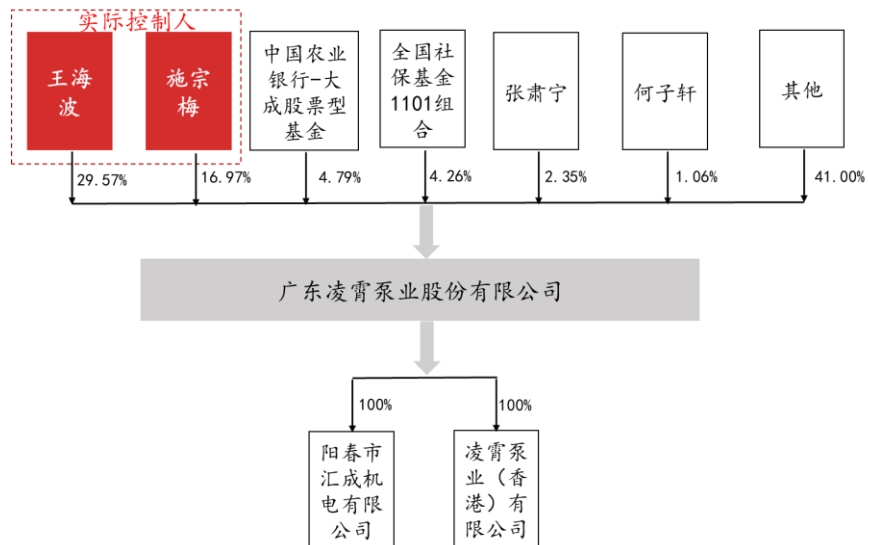 实际控制人
王海
波
施宗
梅
中国农业
银行-大
成股票型
基金
全国社
保基金
1101组
合
张肃宁
何子轩
其他
29.57%
16.97%
4.79%
4.26%
2.35%
1.06%
41.00%
广东凌霄泵业股份有限公司
100%
100%
阳春市
汇成机
电有限
公司
凌霄泵
业（香
港）有
限公司